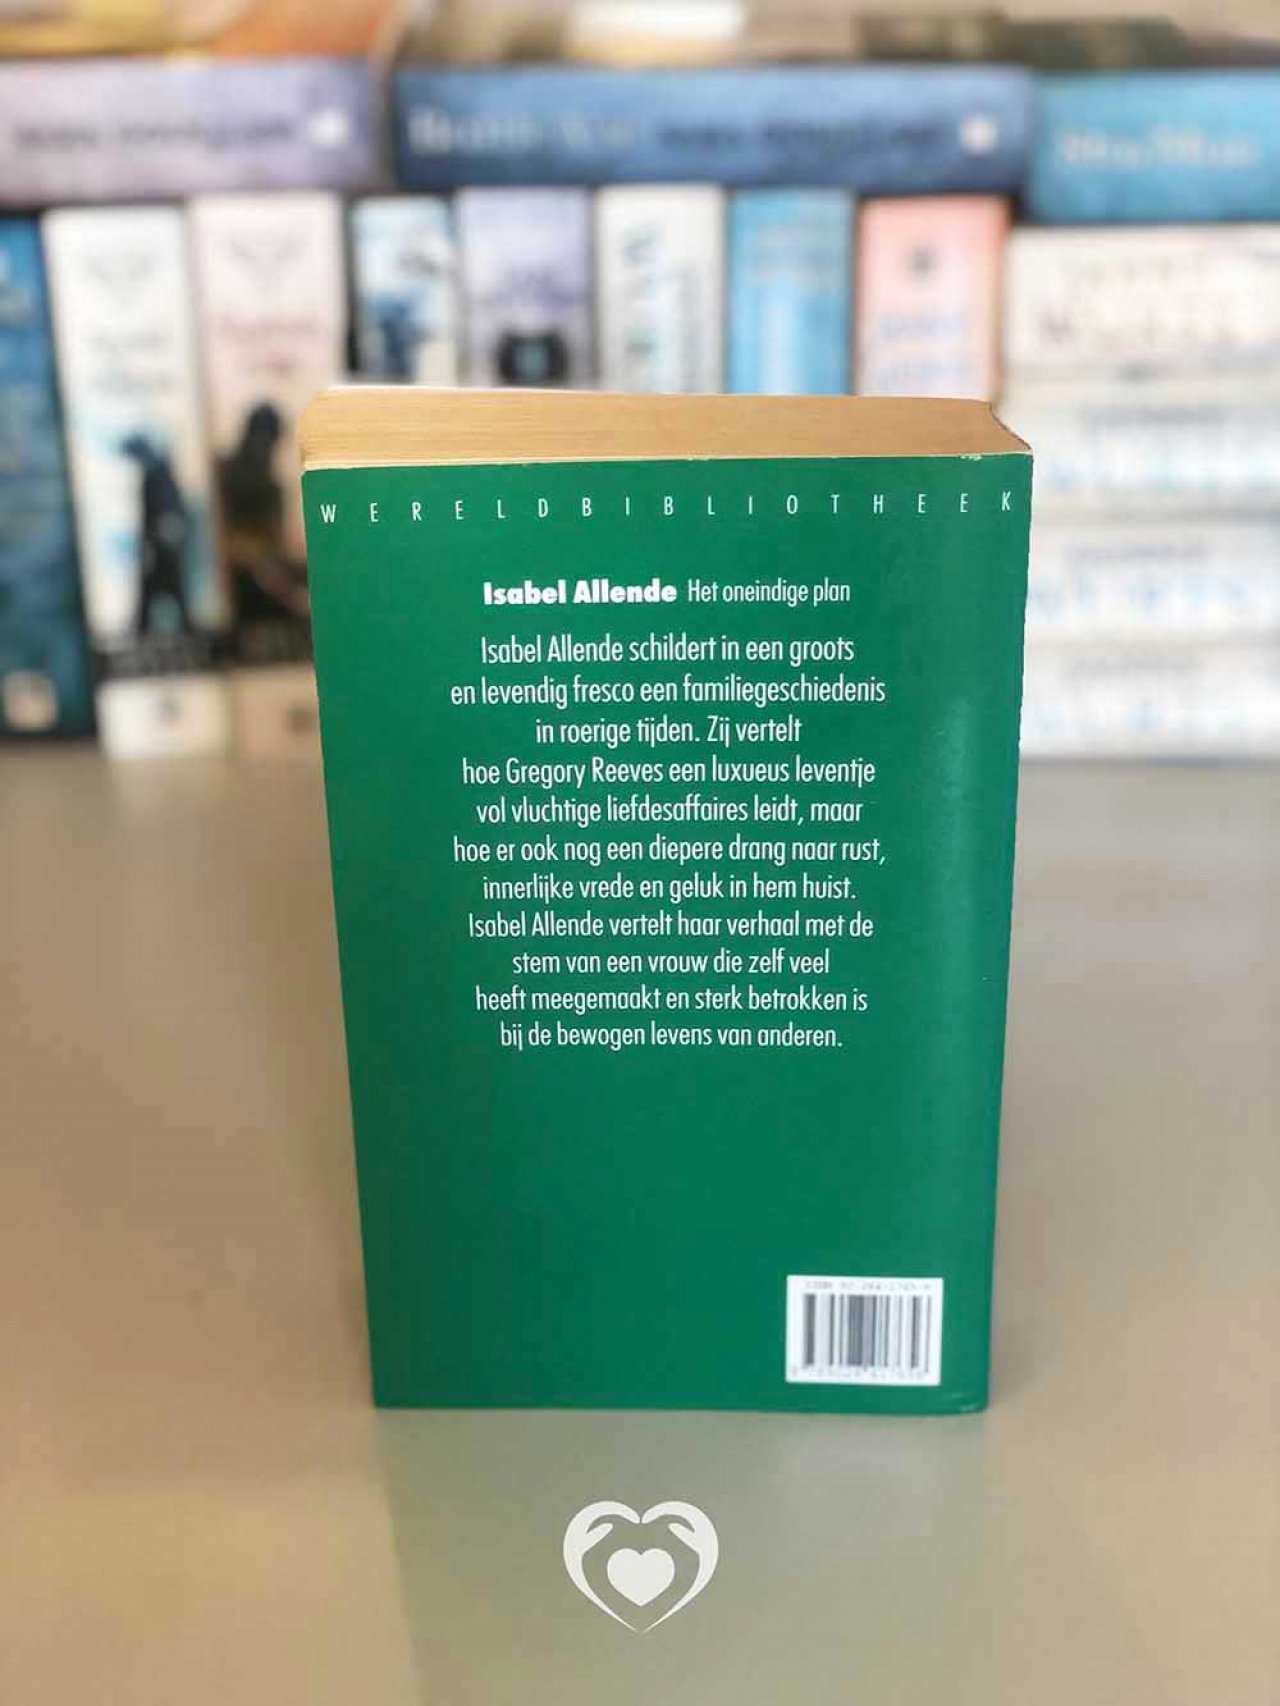 WERELDBIBLIOTHEEK
Isabel Allende Het oneindige plan
Isabel Allende schildert in een groots
en levendig fresco een familiegeschiedenis
in roerige tijden. Zij vertelt
hoe Gregory Reeves een luxueus leventje
vol vluchtige liefdesaffaires leidt, maar
hoe er ook nog een diepere drang naar rust,
innerlijke vrede en geluk in hem huist.
Isabel Allende vertelt haar verhaal met de
stem van een vrouw die zelf veel
heeft meegemaakt en sterk betrokken is
bij de bewogen levens van anderen.